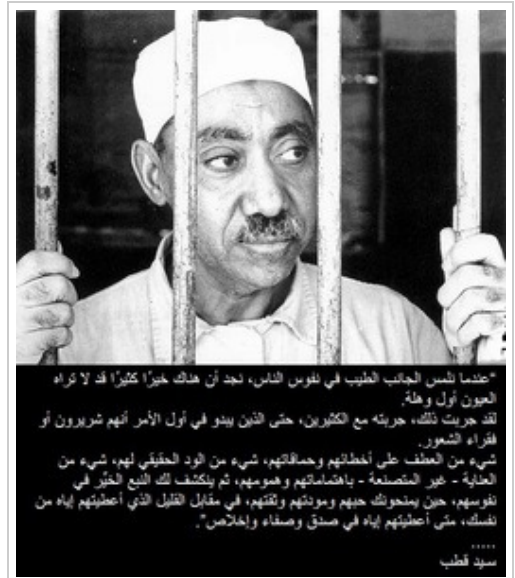 "عندما نلمس الجانب الطيب في نفوس الناس، نجد أن هناك خيرًا كثيرًا قد لا تراه
العيون أول وهلة.
لقد جربت ذلك، جربته مع الكثيرين، حتى الذين يبدو في أول الأمر أنهم شريرون أو
فقراء الشعور.
شيء من العطف على أخطائهم وحماقاتهم، شيء من الود الحقيقي لهم، شيء من
العناية - غير المتصنعة - باهتماماتهم وهمومهم، ثم ينكشف لك النبع الخيِّر في
نفوسهم، حين يمنحونك حبهم ومودتهم وثقتهم، في مقابل القليل الذي أعطيتهم إياه من
نفسك، متى أعطيتهم إياه في صدق وصفاء وإخلاص".
.....
سيد قطب